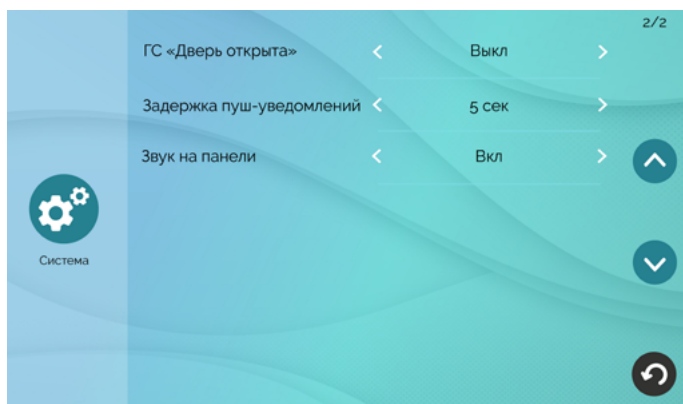 2/2
ГС «Дверь открыта» Выкл
Задержка пуш-уведомлений 5 сек
Звук на панели Вкл
Система